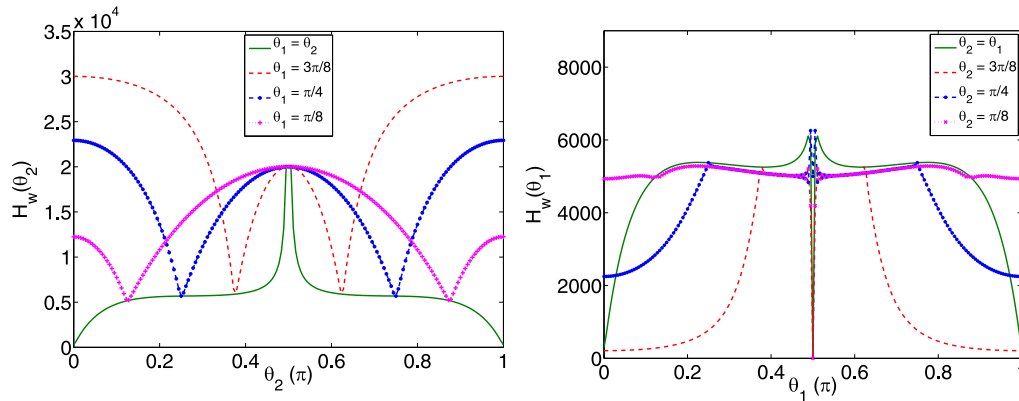 x 10⁴
3.5
3
2.5
2
1.5
1
0.5
0
0
0.2
0.4
0.6
0.8
1
H_w(θ_2)
θ_2 (π)
θ_1 = θ_2
θ_1 = 3π/8
θ_1 = π/4
θ_1 = π/8
8000
6000
4000
2000
0
0
0.2
0.4
0.6
0.8
1
H_w(θ_1)
θ_1 (π)
θ_2 = θ_1
θ_2 = 3π/8
θ_2 = π/4
θ_2 = π/8